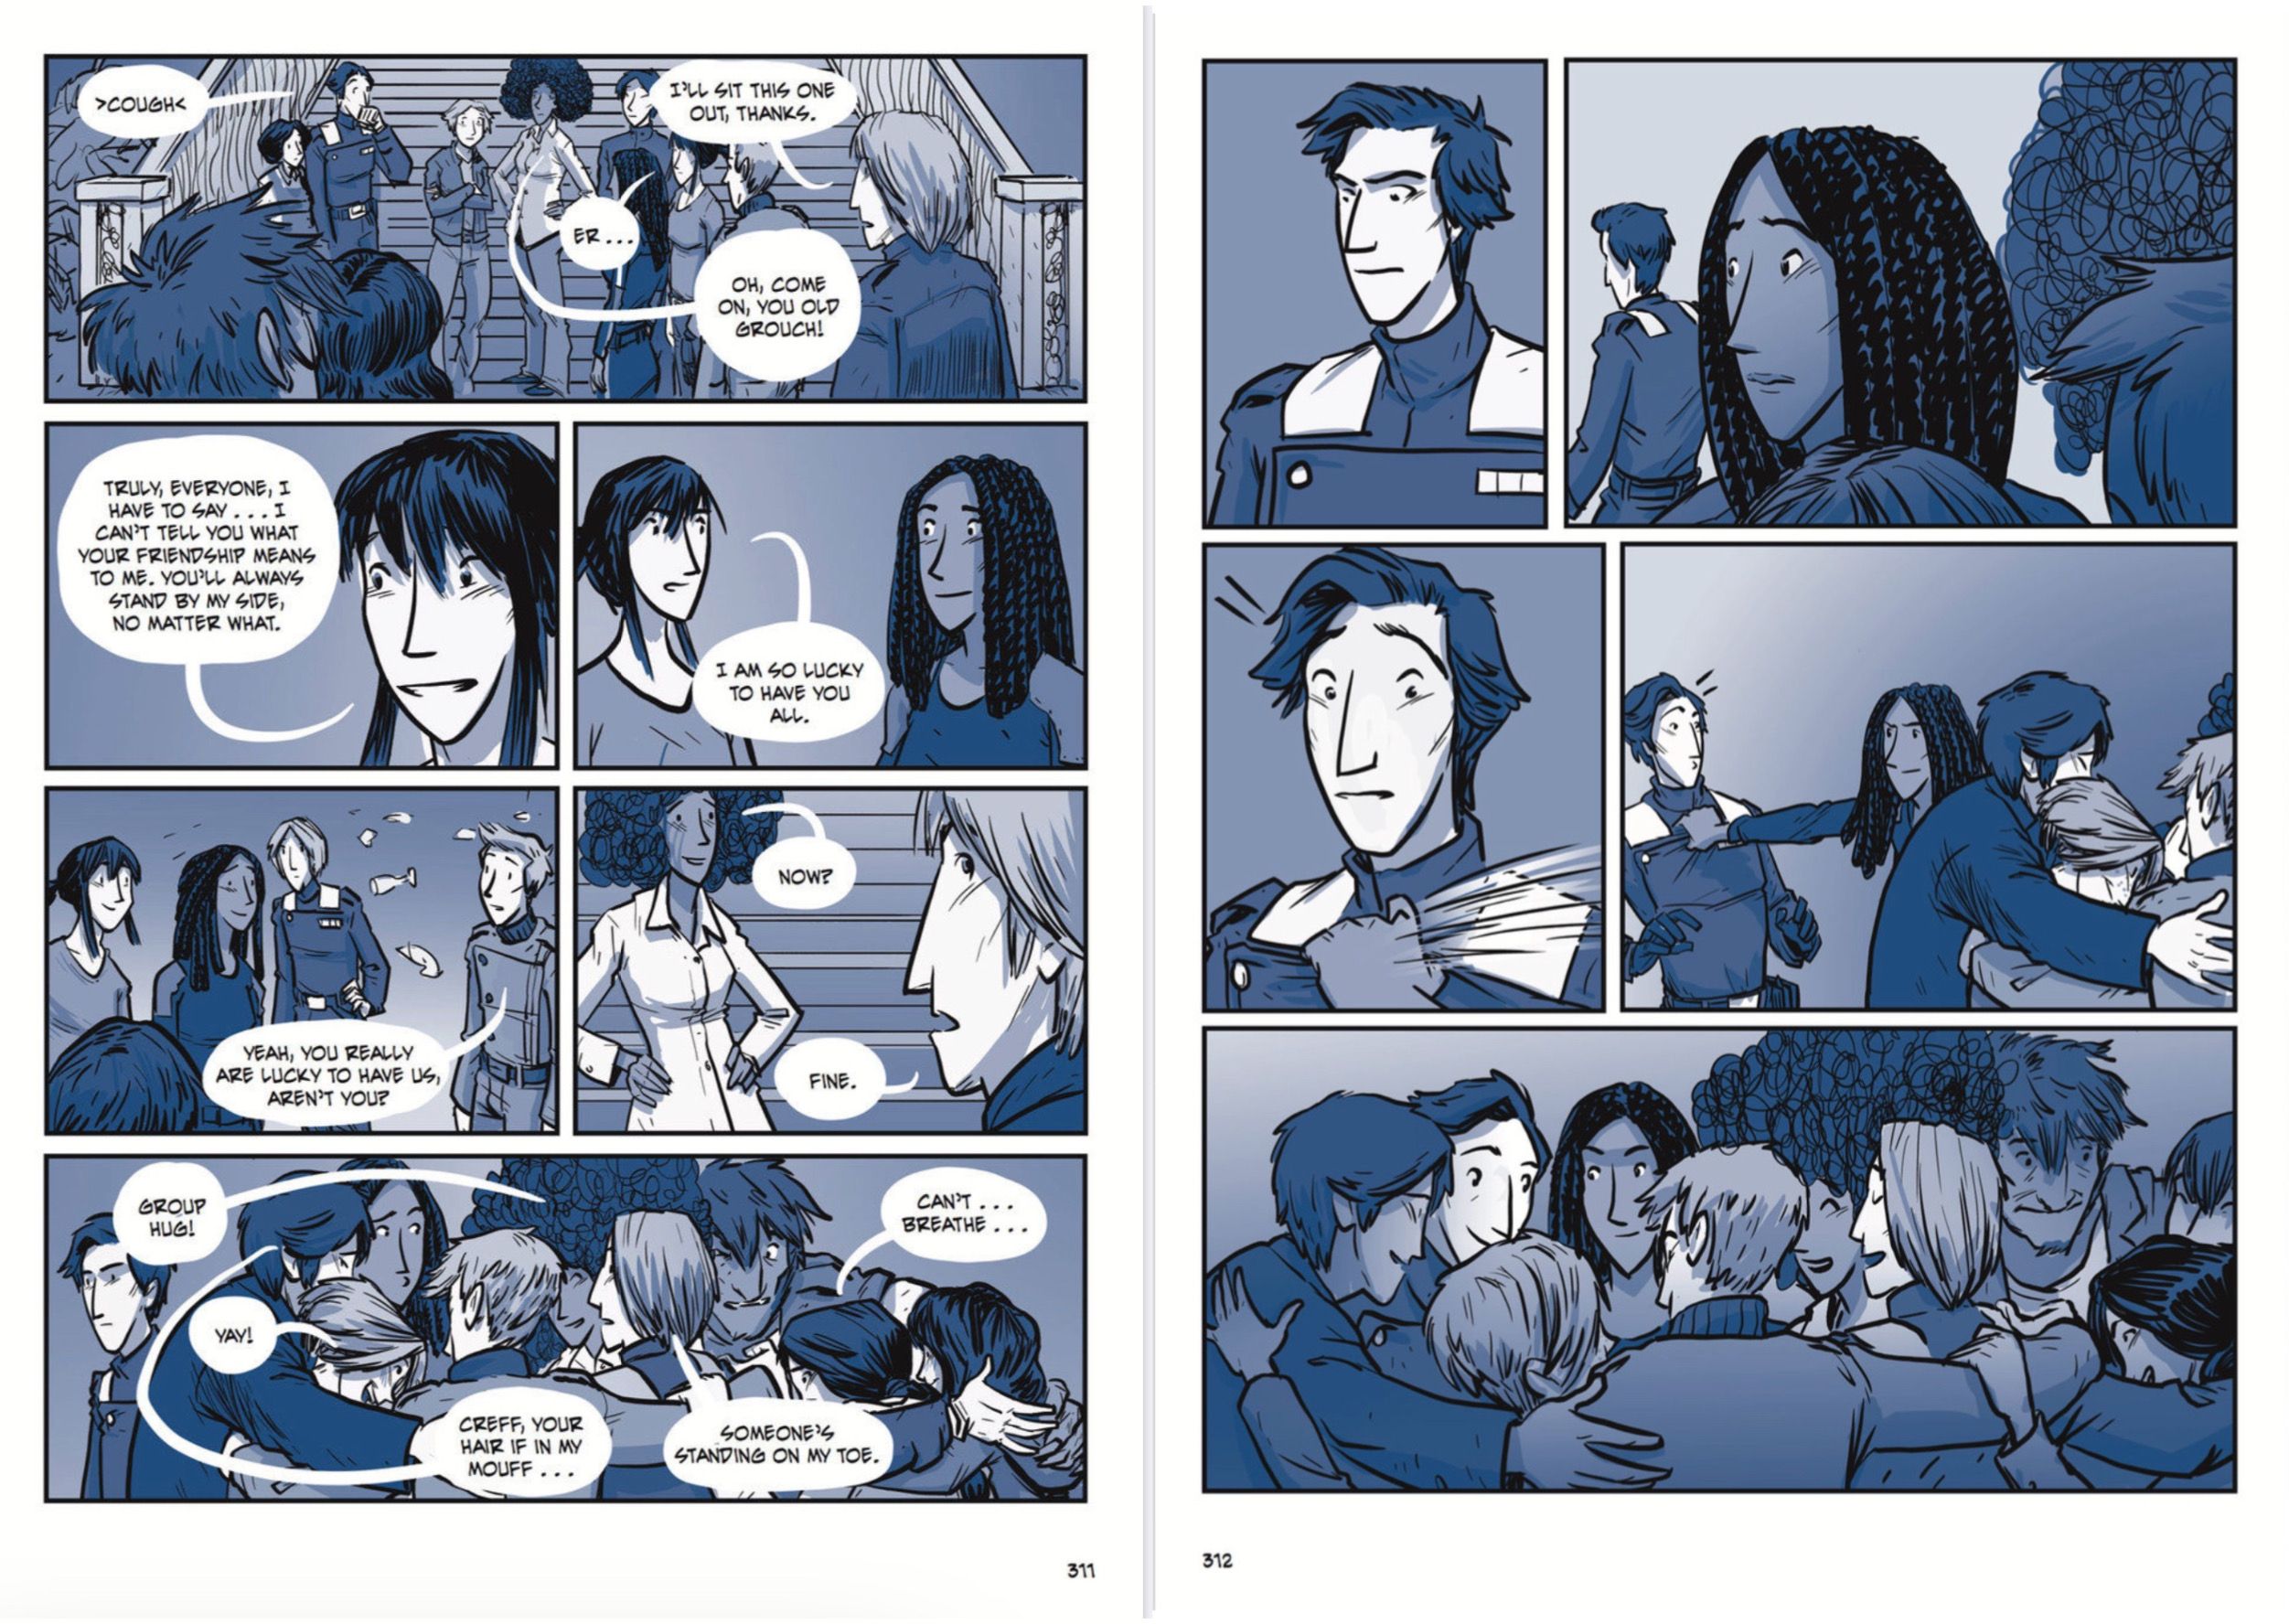 >COUGH<
I'LL SIT THIS ONE
OUT, THANKS.
ER...
OH, COME
ON, YOU OLD
GROUCH!
TRULY, EVERYONE, I
HAVE TO SAY... I
CAN'T TELL YOU WHAT
YOUR FRIENDSHIP MEANS
TO ME. YOU'LL ALWAYS
STAND BY MY SIDE,
NO MATTER WHAT.
I AM SO LUCKY
TO HAVE YOU
ALL.
YEAH, YOU REALLY
ARE LUCKY TO HAVE US,
AREN'T YOU?
NOW?
FINE.
GROUP
HUG!
CAN'T...
BREATHE...
YAY!
CREFF, YOUR
HAIR IF IN MY
MOUFF...
SOMEONE'S
STANDING ON MY TOE.
311
312